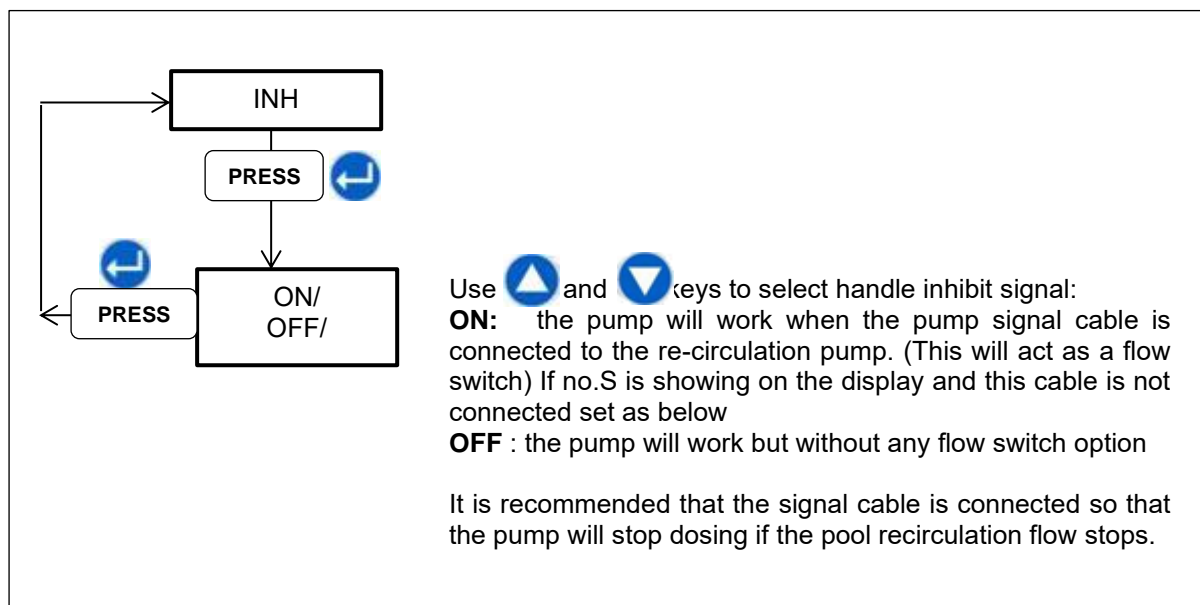 INH
PRESS
PRESS
ON/
OFF/
Use and keys to select handle inhibit signal:
ON: the pump will work when the pump signal cable is
connected to the re-circulation pump. (This will act as a flow
switch) If no.S is showing on the display and this cable is not
connected set as below
OFF : the pump will work but without any flow switch option
It is recommended that the signal cable is connected so that
the pump will stop dosing if the pool recirculation flow stops.